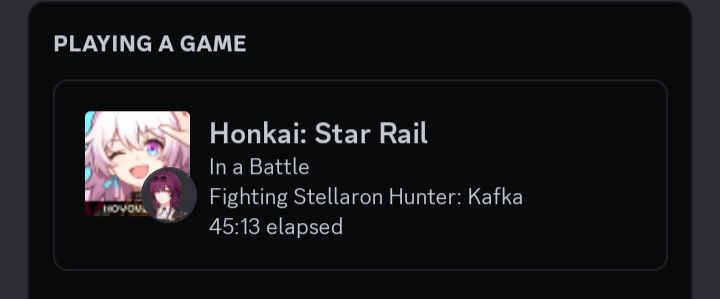 PLAYING A GAME
Honkai: Star Rail
In a Battle
Fighting Stellaron Hunter: Kafka
45:13 elapsed